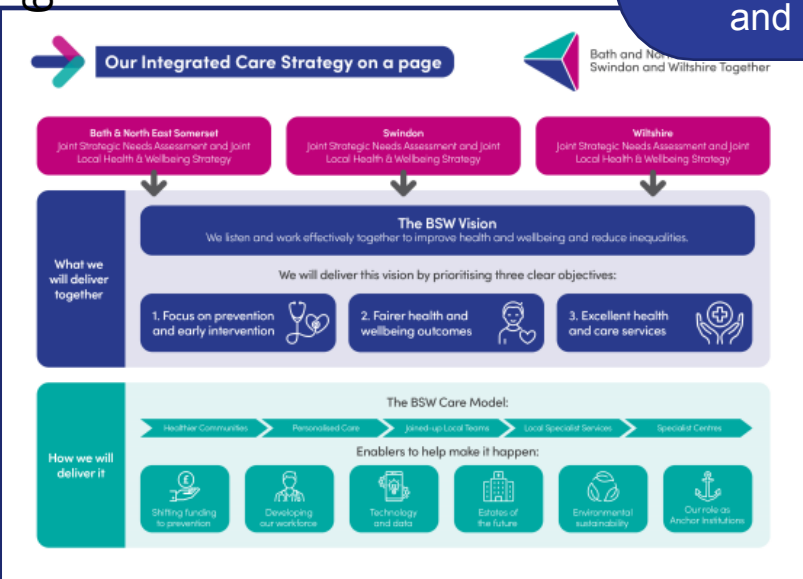 and
Our Integrated Care Strategy on a page
Bath and
Swindon and Wiltshire Together
Bath & North East Somerset
Joint Strategic Needs Assessment and Joint
Local Health & Wellbeing Strategy
Swindon
Joint Strategic Needs Assessment and Joint
Local Health & Wellbeing Strategy
Wiltshire
Joint Strategic Needs Assessment and Joint
Local Health & Wellbeing Strategy
What we
will deliver
together
The BSW Vision
We listen and work effectively together to improve health and wellbeing and reduce inequalities.
We will deliver this vision by prioritising three clear objectives:
1. Focus on prevention
and early intervention
2. Fairer health and
wellbeing outcomes
3. Excellent health
and care services
How we will
deliver it
The BSW Care Model:
Healthier Communities
Personalised Care
Joined-up Local Teams
Local Specialist Services
Specialist Centres
Enablers to help make it happen:
£
Shifting funding
to prevention
Developing
our workforce
Technology
and data
Estates of
the future
Environmental
sustainability
Our role as
Anchor Institutions